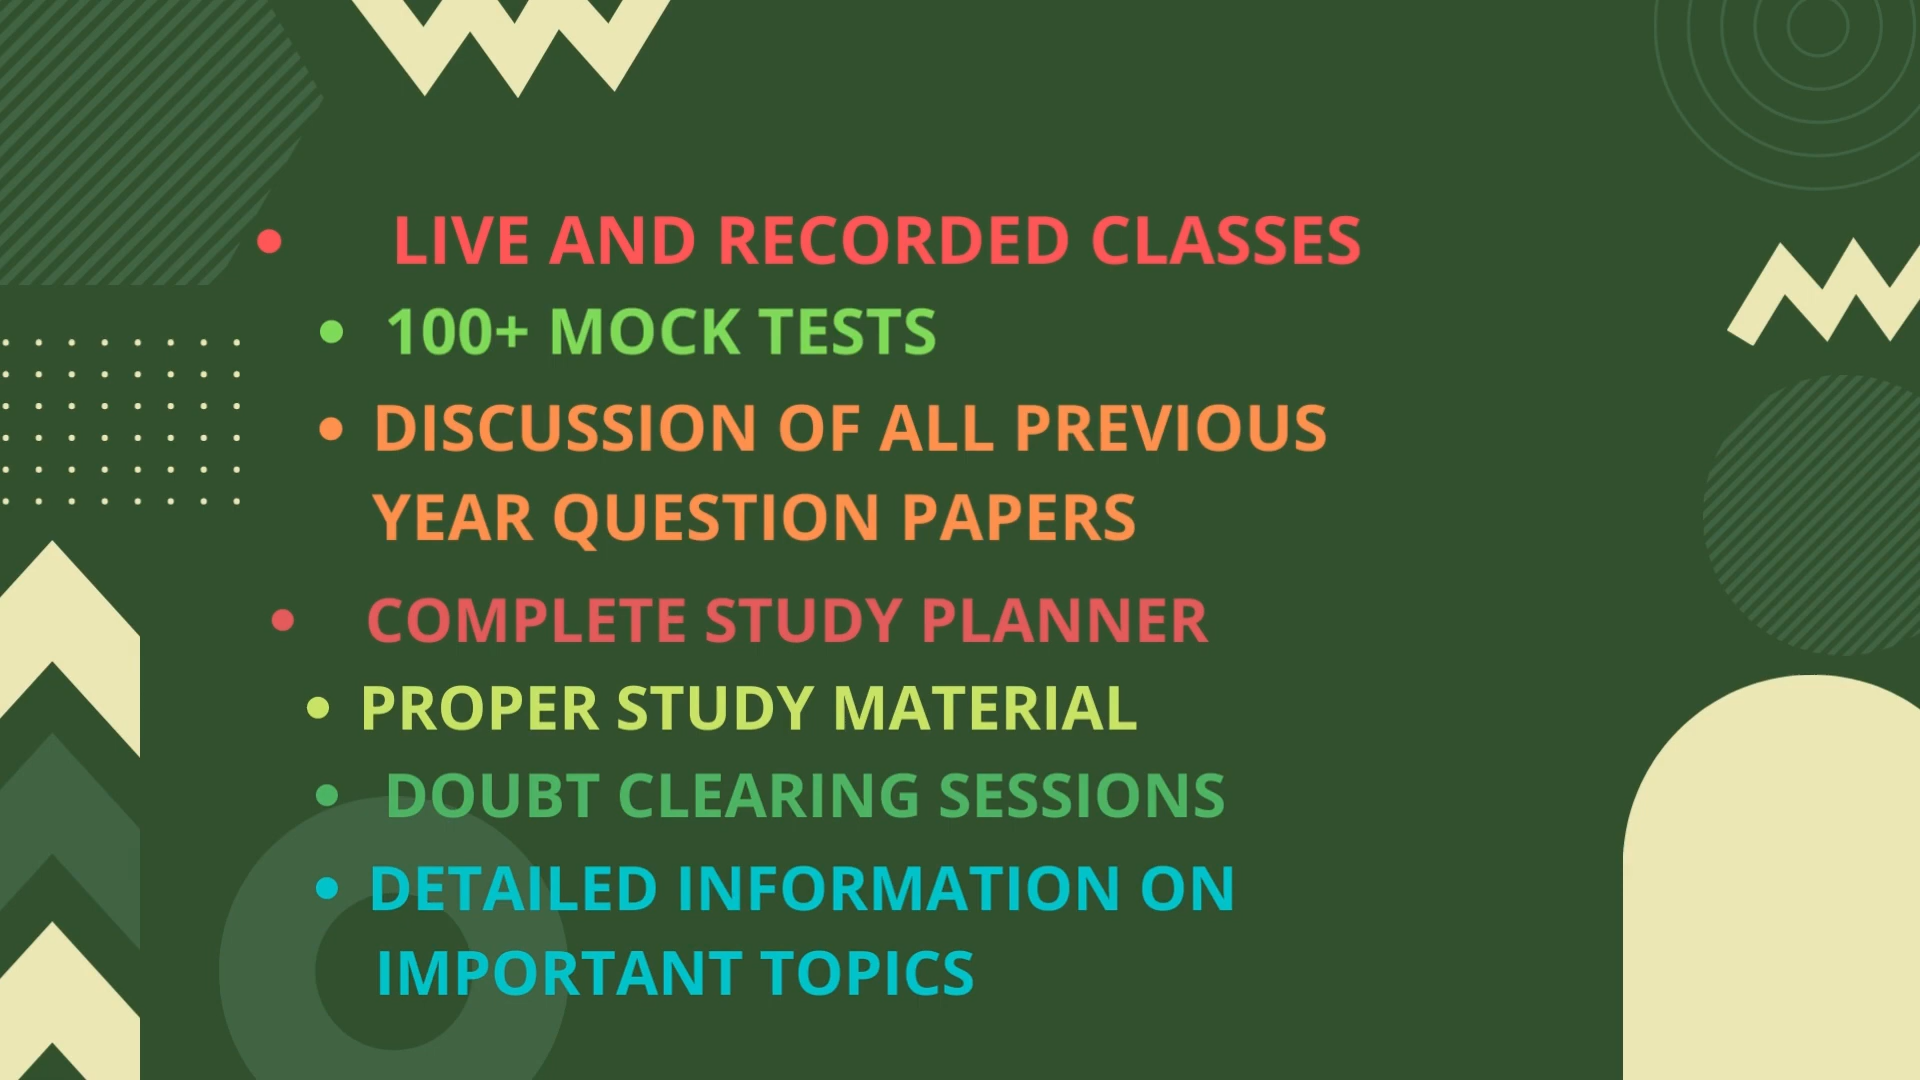 • LIVE AND RECORDED CLASSES
• 100+ MOCK TESTS
• DISCUSSION OF ALL PREVIOUS
YEAR QUESTION PAPERS
• COMPLETE STUDY PLANNER
• PROPER STUDY MATERIAL
• DOUBT CLEARING SESSIONS
• DETAILED INFORMATION ON
IMPORTANT TOPICS